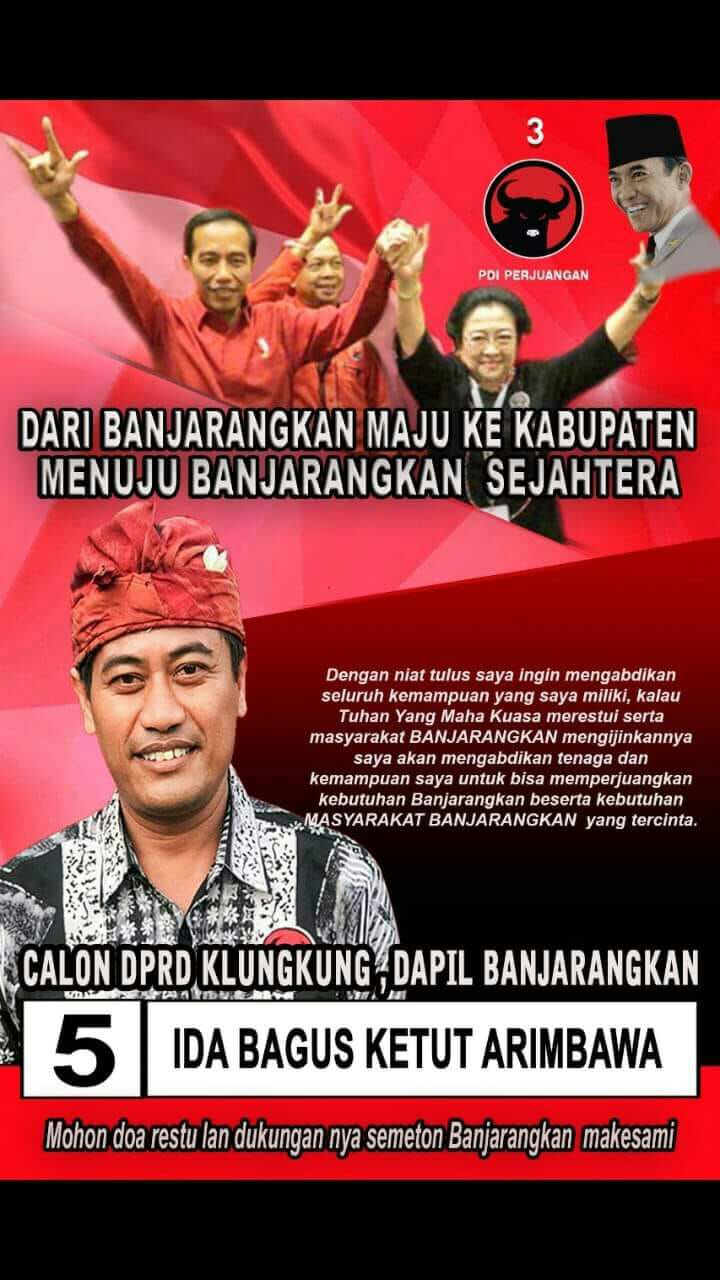 3
PDI PERJUANGAN
DARI BANJARANGKAN MAJU KE KABUPATEN
MENUJU BANJARANGKAN SEJAHTERA
Dengan niat tulus saya ingin mengabdikan
seluruh kemampuan yang saya miliki, kalau
Tuhan Yang Maha Kuasa merestui serta
masyarakat BANJARANGKAN mengijinkannya
saya akan mengabdikan tenaga dan
kemampuan saya untuk bisa memperjuangkan
kebutuhan Banjarangkan beserta kebutuhan
MASYARAKAT BANJARANGKAN yang tercinta.
CALON DPRD KLUNGKUNG , DAPIL BANJARANGKAN
5 IDA BAGUS KETUT ARIMBAWA
Mohon doa restu lan dukungan nya semeton Banjarangkan makesami